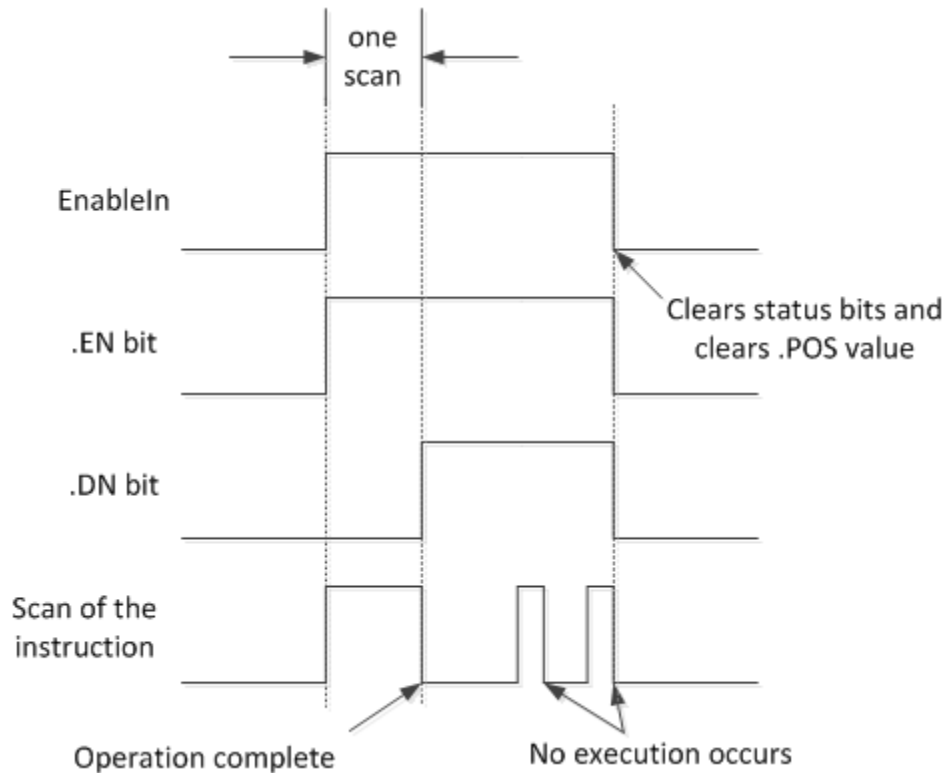 one
scan
EnableIn
Clears status bits and
clears .POS value
.EN bit
.DN bit
Scan of the
instruction
Operation complete
No execution occurs